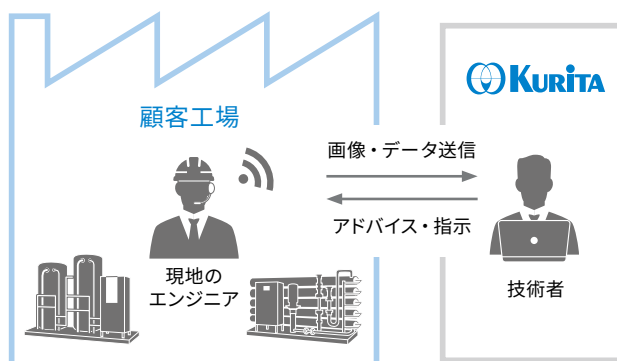 KURITA
顧客工場
画像・データ送信
アドバイス・指示
現地の
エンジニア
技術者